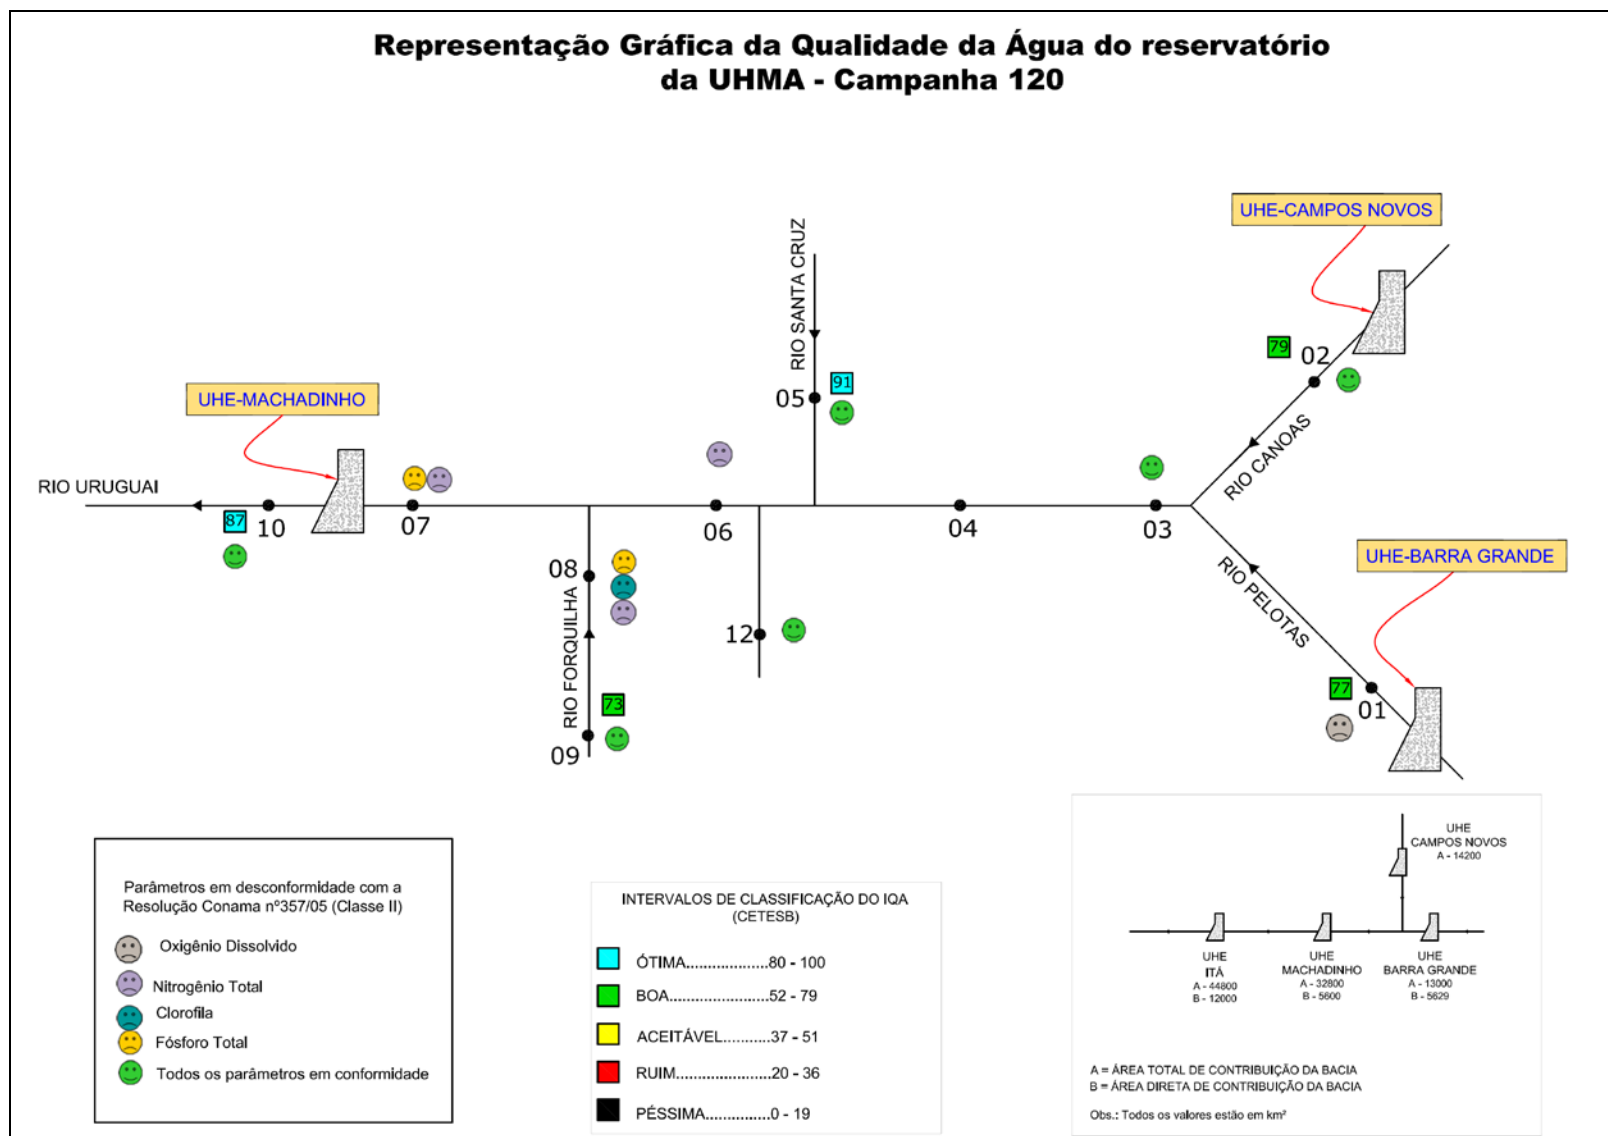 Representação Gráfica da Qualidade da Água do reservatório
da UHMA - Campanha 120
UHE-CAMPOS NOVOS
RIO SANTA CRUZ
79
02
91
05
UHE-MACHADINHO
RIO CANOAS
RIO URUGUAI
87
10
07
06
04
03
UHE-BARRA GRANDE
RIO PELOTAS
08
RIO FORQUILHA
12
77
01
73
09
Parâmetros em desconformidade com a
Resolução Conama nº357/05 (Classe II)
Oxigênio Dissolvido
Nitrogênio Total
Clorofila
Fósforo Total
Todos os parâmetros em conformidade
INTERVALOS DE CLASSIFICAÇÃO DO IQA
(CETESB)
ÓTIMA...................80 - 100
BOA.......................52 - 79
ACEITÁVEL...........37 - 51
RUIM......................20 - 36
PÉSSIMA...............0 - 19
UHE
CAMPOS NOVOS
A - 14200
UHE
ITÁ
A - 44800
B - 12000
UHE
MACHADINHO
A - 32800
B - 5600
UHE
BARRA GRANDE
A - 13000
B - 5629
A = ÁREA TOTAL DE CONTRIBUIÇÃO DA BACIA
B = ÁREA DIRETA DE CONTRIBUIÇÃO DA BACIA
Obs.: Todos os valores estão em km²